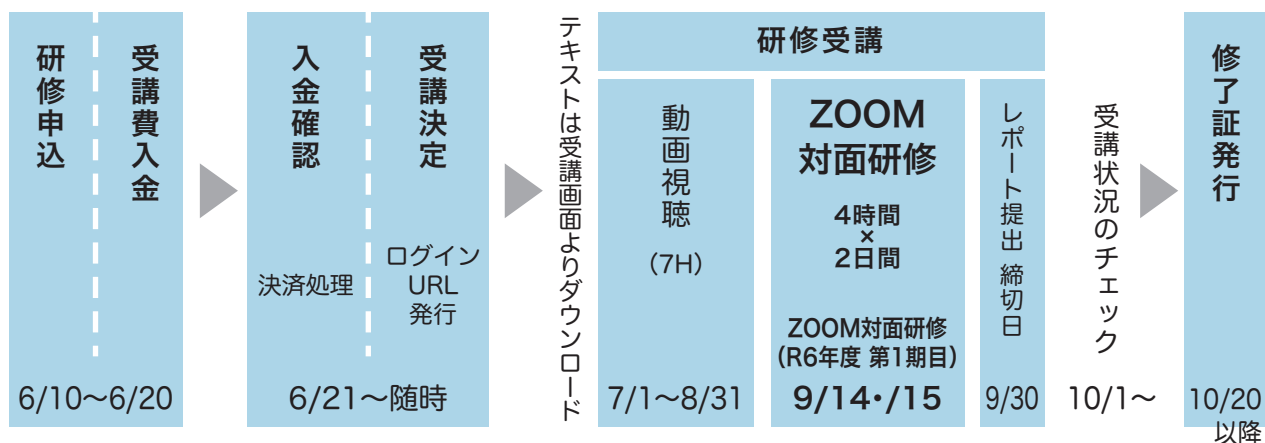 研修申込
受講費入金
6/10〜6/20
入金確認
決済処理
受講決定
ログイン
URL
発行
6/21〜随時
テキストは受講画面よりダウンロード
研修受講
動画視聴
（7H）
7/1〜8/31
ZOOM
対面研修
4時間
×
2日間
ZOOM対面研修
（R6年度 第1期目）
9/14・/15
レポート提出 締切日
9/30
受講状況のチェック
10/1〜
修了証発行
10/20
以降